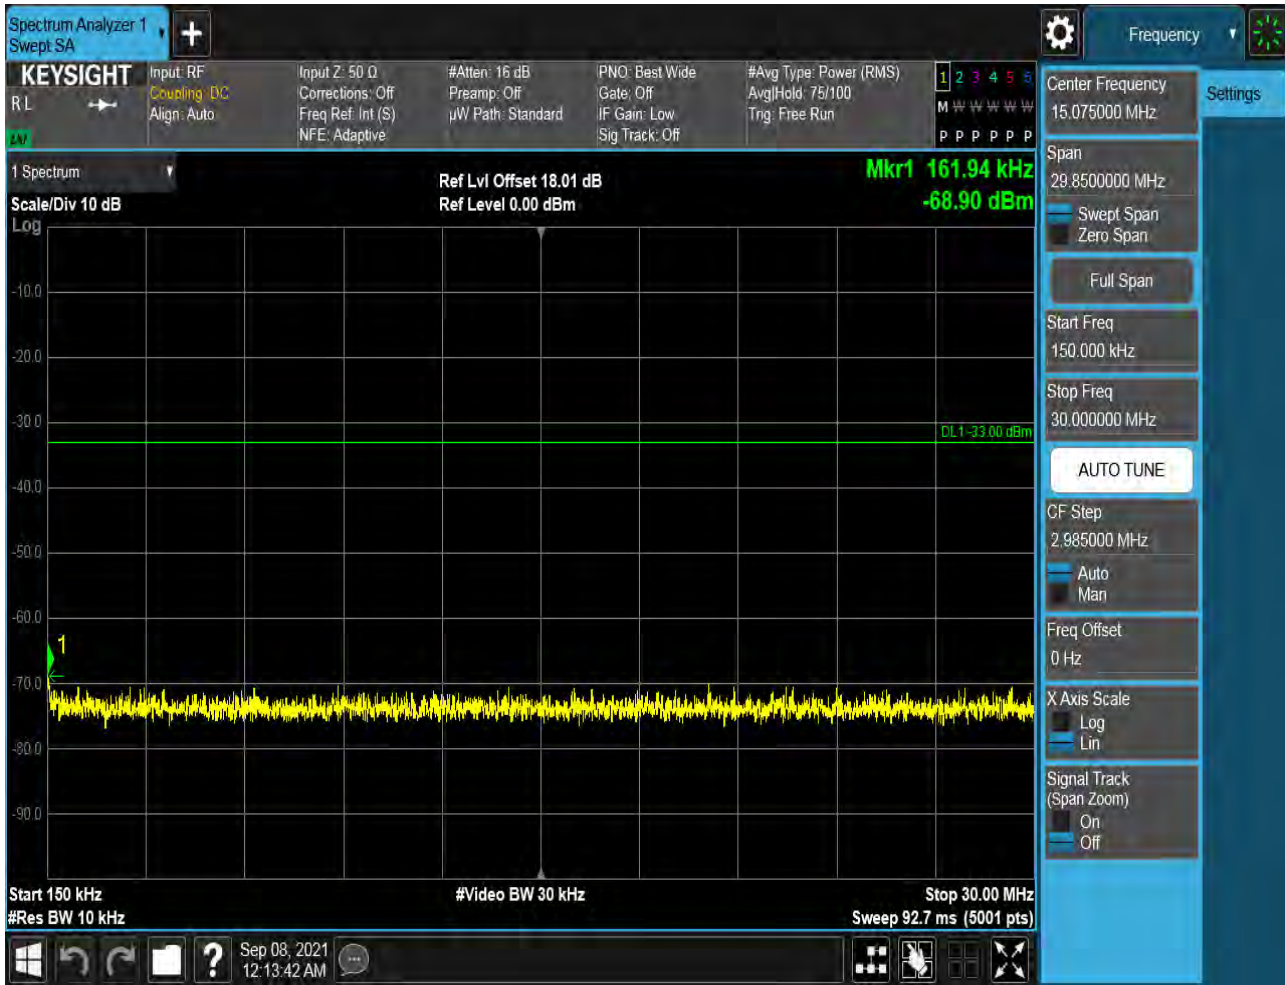 Spectrum Analyzer 1
Swept SA
Frequency
KEYSIGHT
R L
LNI
Input: RF
Coupling: DC
Align: Auto
Input Z: 50 Ω
Corrections: Off
Freq Ref: Int (S)
NFE: Adaptive
#Atten: 16 dB
Preamp: Off
µW Path: Standard
PNO: Best Wide
Gate: Off
IF Gain: Low
Sig Track: Off
#Avg Type: Power (RMS)
Avg|Hold: 75/100
Trig: Free Run
1 2 3 4 5 6
M W W W W W
P P P P P P
1 Spectrum
Scale/Div 10 dB
Log
Ref Lvl Offset 18.01 dB
Ref Level 0.00 dBm
Mkr1 161.94 kHz
-68.90 dBm
-10.0
-20.0
-30.0
DL1 -33.00 dBm
-40.0
-50.0
-60.0
1
-70.0
-80.0
-90.0
Start 150 kHz
#Video BW 30 kHz
Stop 30.00 MHz
#Res BW 10 kHz
Sweep 92.7 ms (5001 pts)
Center Frequency
15.075000 MHz
Settings
Span
29.8500000 MHz
Swept Span
Zero Span
Full Span
Start Freq
150.000 kHz
Stop Freq
30.000000 MHz
AUTO TUNE
CF Step
2.985000 MHz
Auto
Man
Freq Offset
0 Hz
X Axis Scale
Log
Lin
Signal Track
(Span Zoom)
On
Off
?
Sep 08, 2021
12:13:42 AM